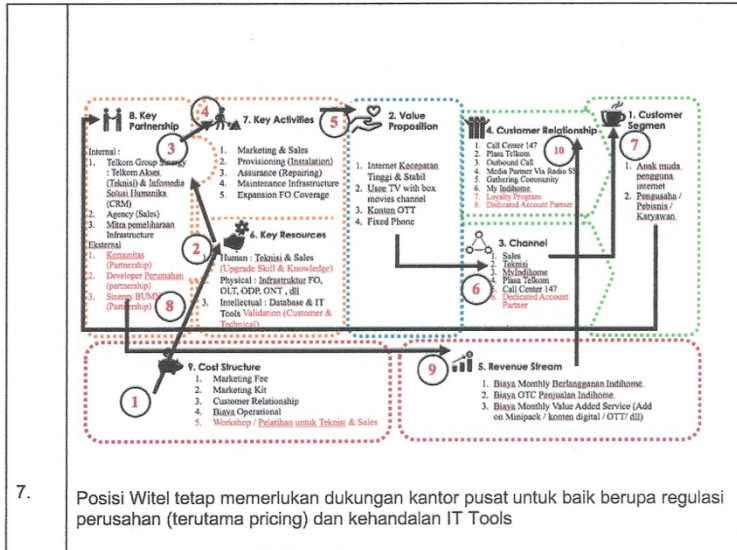 8. Key
Partnership
Internal :
1. Telkom Group Sinergy
: Telkom Akses
(Teknisi) & Infomedia
Solusi Humanika
(CRM)
2. Agency (Sales)
3. Mitra pemeliharaan
Infrastructure
Eksternal
1. Komunitas
(Partnership)
2. Developer Perumahan
(partnership)
3. Sinergy BUMN
(Partnership)
4
3
7. Key Activities
1. Marketing & Sales
2. Provisioning (Instalation)
3. Assurance (Repairing)
4. Maintenance Infrastructure
5. Expansion FO Coverage
2
6. Key Resources
1. Human : Teknisi & Sales
(Upgrade Skill & Knowledge)
2. Physical : Infrastruktur FO,
OLT, ODP, ONT , dll
3. Intellectual : Database & IT
Tools Validation (Customer &
Technical)
8
5
2. Value
Proposition
1. Internet Kecepatan
Tinggi & Stabil
2. Usee TV with box
movies channel
3. Konten OTT
4. Fixed Phone
4. Customer Relationship
1. Call Center 147
2. Plasa Telkom
3. Outbound Call
4. Media Partner Via Radio
5. Gathering Community
6. My Indihome
7. Loyalty Program
8. Dedicated Account Partner
10
3. Channel
1. Sales
2. Teknisi
3. MyIndihome
4. Plasa Telkom
5. Call Center 147
6. Dedicated Account
Partner
6
1. Customer
Segmen
7
1. Anak muda
pengguna
internet
2. Pengusaha /
Pebisnis /
Karyawan
1
9. Cost Structure
1. Marketing Fee
2. Marketing Kit
3. Customer Relationship
4. Biaya Operational
5. Workshop / Pelatihan untuk Teknisi & Sales
9
5. Revenue Stream
1. Biaya Monthly Berlangganan Indihome
2. Biaya OTC Penjualan Indihome
3. Biaya Monthly Value Added Service (Add
on Minipack / konten digital / OTT/ dll)
7.
Posisi Witel tetap memerlukan dukungan kantor pusat untuk baik berupa regulasi
perusahan (terutama pricing) dan kehandalan IT Tools